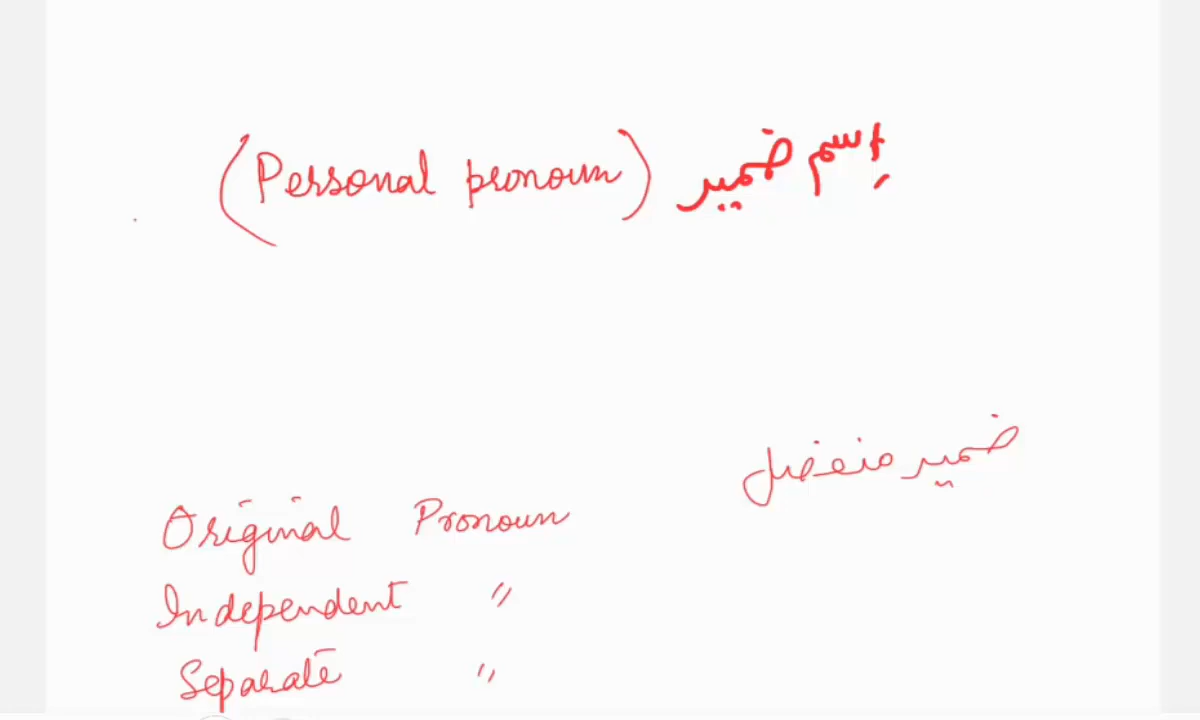 (Personal pronoun) إسم ضمير
ضمير منفصل
Original Pronoun
Independent "
Separate "